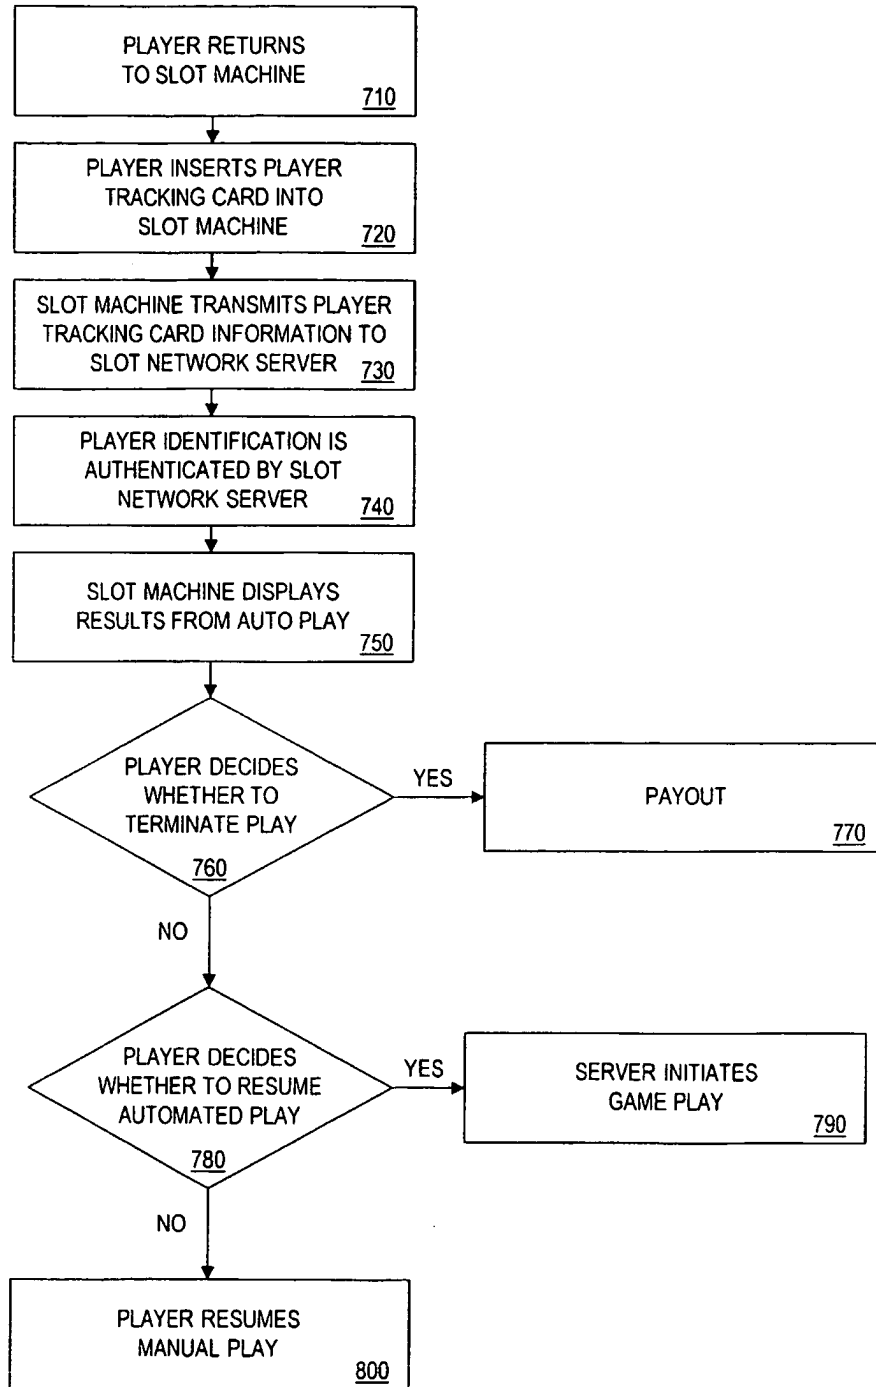 PLAYER RETURNS
TO SLOT MACHINE
710
PLAYER INSERTS PLAYER
TRACKING CARD INTO
SLOT MACHINE
720
SLOT MACHINE TRANSMITS PLAYER
TRACKING CARD INFORMATION TO
SLOT NETWORK SERVER
730
PLAYER IDENTIFICATION IS
AUTHENTICATED BY SLOT
NETWORK SERVER
740
SLOT MACHINE DISPLAYS
RESULTS FROM AUTO PLAY
750
PLAYER DECIDES
WHETHER TO
TERMINATE PLAY
760
YES
PAYOUT
770
NO
PLAYER DECIDES
WHETHER TO RESUME
AUTOMATED PLAY
780
YES
SERVER INITIATES
GAME PLAY
790
NO
PLAYER RESUMES
MANUAL PLAY
800